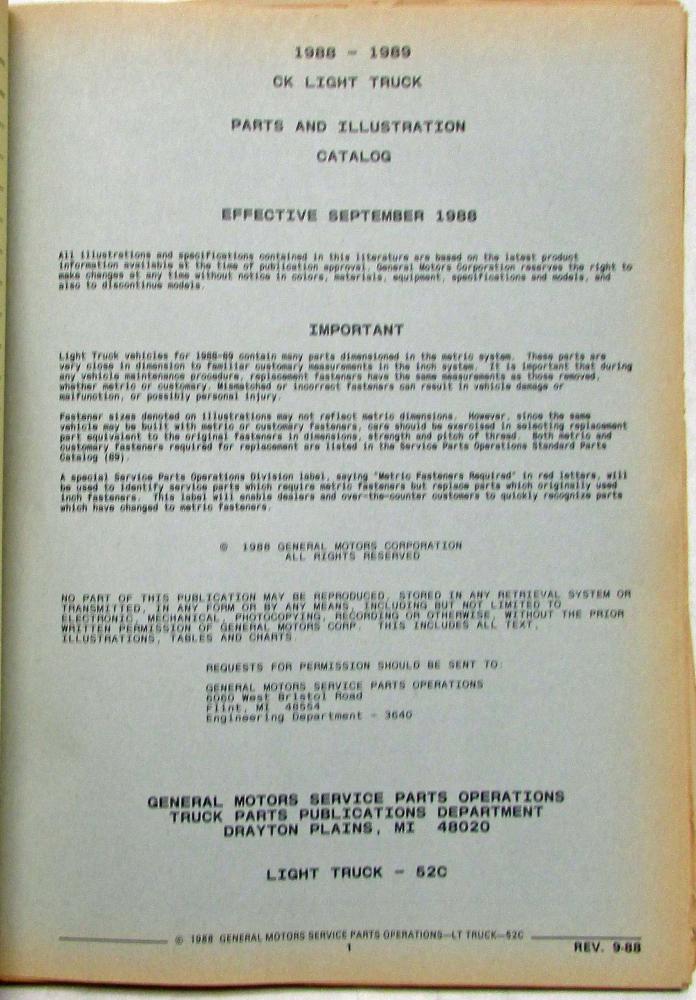 1988 - 1989
CK LIGHT TRUCK
PARTS AND ILLUSTRATION
CATALOG
EFFECTIVE SEPTEMBER 1988
All illustrations and specifications contained in this literature are based on the latest product
information available at the time of publication approval. General Motors Corporation reserves the right to
make changes at any time without notice in colors, materials, equipment, specifications and models, and
also to discontinue models.
IMPORTANT
Light Truck vehicles for 1988-89 contain many parts dimensioned in the metric system. These parts are
very close in dimension to familiar customary measurements in the inch system. It is important that during
any vehicle maintenance procedure, replacement fasteners have the same measurements as those removed,
whether metric or customary. Mismatched or incorrect fasteners can result in vehicle damage or
malfunction, or possibly personal injury.
Fastener sizes denoted on illustrations may not reflect metric dimensions. However, since the same
vehicle may be built with metric or customary fasteners, care should be exercised in selecting replacement
part equivalent to the original fasteners in dimensions, strength and pitch of thread. Both metric and
customary fasteners required for replacement are listed in the Service Parts Operations Standard Parts
Catalog (89).
A special Service Parts Operations Division label, saying "Metric Fasteners Required" in red letters, will
be used to identify service parts which require metric fasteners but replace parts which originally used
inch fasteners. This label will enable dealers and over-the-counter customers to quickly recognize parts
which have changed to metric fasteners.
© 1988 GENERAL MOTORS CORPORATION
ALL RIGHTS RESERVED
NO PART OF THIS PUBLICATION MAY BE REPRODUCED, STORED IN ANY RETRIEVAL SYSTEM OR
TRANSMITTED, IN ANY FORM OR BY ANY MEANS, INCLUDING BUT NOT LIMITED TO
ELECTRONIC, MECHANICAL, PHOTOCOPYING, RECORDING OR OTHERWISE, WITHOUT THE PRIOR
WRITTEN PERMISSION OF GENERAL MOTORS CORP. THIS INCLUDES ALL TEXT,
ILLUSTRATIONS, TABLES AND CHARTS.
REQUESTS FOR PERMISSION SHOULD BE SENT TO:
GENERAL MOTORS SERVICE PARTS OPERATIONS
6060 West Bristol Road
Flint, MI 48554
Engineering Department - 3640
GENERAL MOTORS SERVICE PARTS OPERATIONS
TRUCK PARTS PUBLICATIONS DEPARTMENT
DRAYTON PLAINS, MI 48020
LIGHT TRUCK - 52C
© 1988 GENERAL MOTORS SERVICE PARTS OPERATIONS—LT TRUCK—52C
1
REV. 9-88